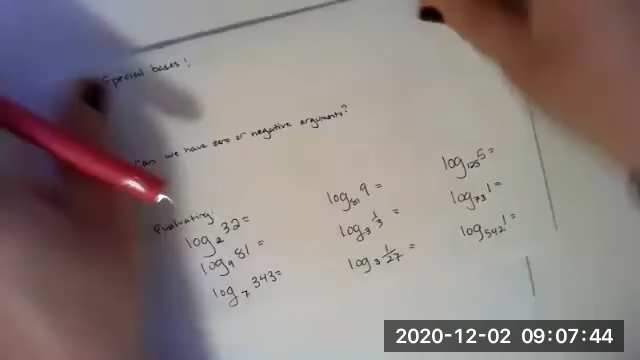 Special bases:
Can we have zero or negative arguments?
Evaluating:
log₂ 32 =
log₉ 81 =
log₇ 343 =
log₈₁ 9 =
log₃ 1/3 =
log₃ 1/27 =
log₁₂₅ 5 =
log₇₃ 1 =
log₅₄₂ 1 =
2020-12-02 09:07:44